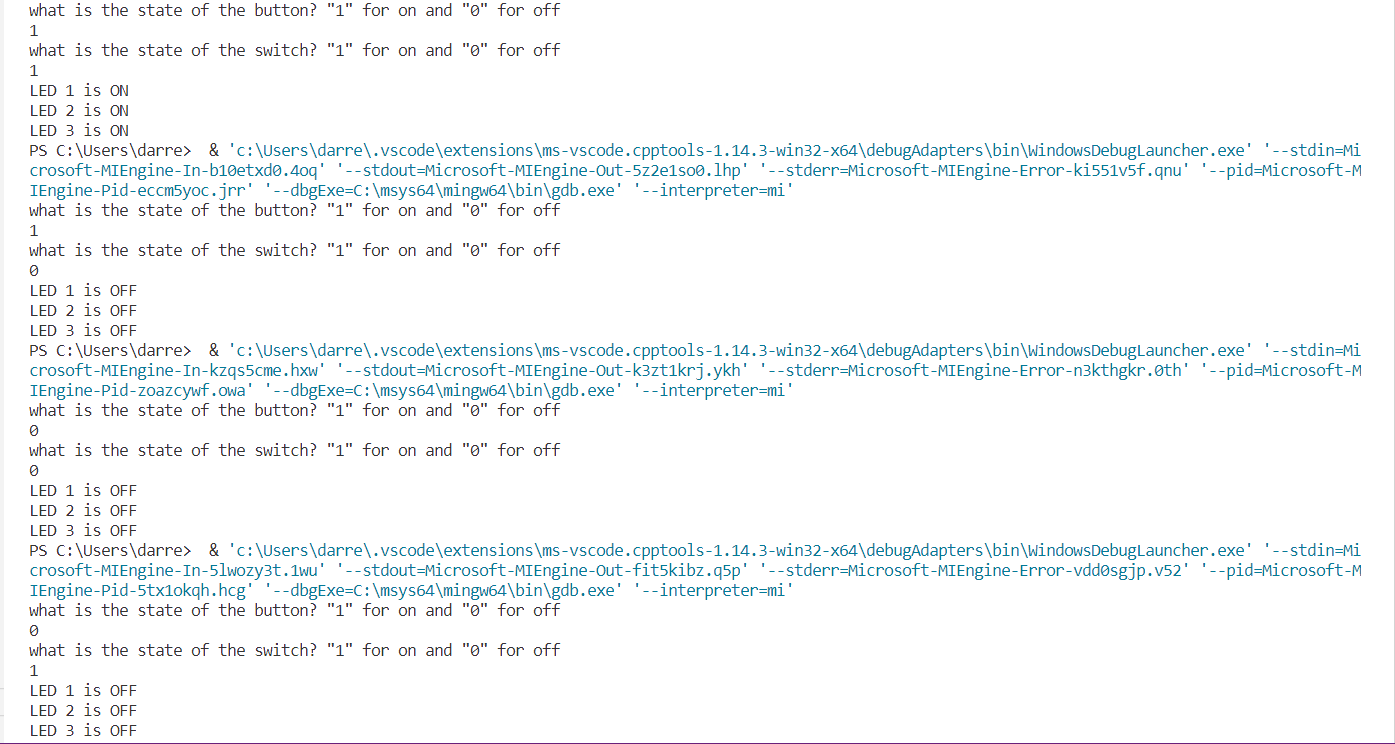 what is the state of the button? "1" for on and "0" for off
1
what is the state of the switch? "1" for on and "0" for off
1
LED 1 is ON
LED 2 is ON
LED 3 is ON
PS C:\Users\darre>  & 'c:\Users\darre\.vscode\extensions\ms-vscode.cpptools-1.14.3-win32-x64\debugAdapters\bin\WindowsDebugLauncher.exe' '--stdin=Mi
crosoft-MIEngine-In-b10etxd0.4oq' '--stdout=Microsoft-MIEngine-Out-5z2e1so0.lhp' '--stderr=Microsoft-MIEngine-Error-ki551v5f.qnu' '--pid=Microsoft-M
IEngine-Pid-eccm5yoc.jrr' '--dbgExe=C:\msys64\mingw64\bin\gdb.exe' '--interpreter=mi'
what is the state of the button? "1" for on and "0" for off
1
what is the state of the switch? "1" for on and "0" for off
0
LED 1 is OFF
LED 2 is OFF
LED 3 is OFF
PS C:\Users\darre>  & 'c:\Users\darre\.vscode\extensions\ms-vscode.cpptools-1.14.3-win32-x64\debugAdapters\bin\WindowsDebugLauncher.exe' '--stdin=Mi
crosoft-MIEngine-In-kzqs5cme.hxw' '--stdout=Microsoft-MIEngine-Out-k3zt1krj.ykh' '--stderr=Microsoft-MIEngine-Error-n3kthgkr.0th' '--pid=Microsoft-M
IEngine-Pid-zoazcywf.owa' '--dbgExe=C:\msys64\mingw64\bin\gdb.exe' '--interpreter=mi'
what is the state of the button? "1" for on and "0" for off
0
what is the state of the switch? "1" for on and "0" for off
0
LED 1 is OFF
LED 2 is OFF
LED 3 is OFF
PS C:\Users\darre>  & 'c:\Users\darre\.vscode\extensions\ms-vscode.cpptools-1.14.3-win32-x64\debugAdapters\bin\WindowsDebugLauncher.exe' '--stdin=Mi
crosoft-MIEngine-In-5lwozy3t.1wu' '--stdout=Microsoft-MIEngine-Out-fit5kibz.q5p' '--stderr=Microsoft-MIEngine-Error-vdd0sgjp.v52' '--pid=Microsoft-M
IEngine-Pid-5tx1okqh.hcg' '--dbgExe=C:\msys64\mingw64\bin\gdb.exe' '--interpreter=mi'
what is the state of the button? "1" for on and "0" for off
0
what is the state of the switch? "1" for on and "0" for off
1
LED 1 is OFF
LED 2 is OFF
LED 3 is OFF